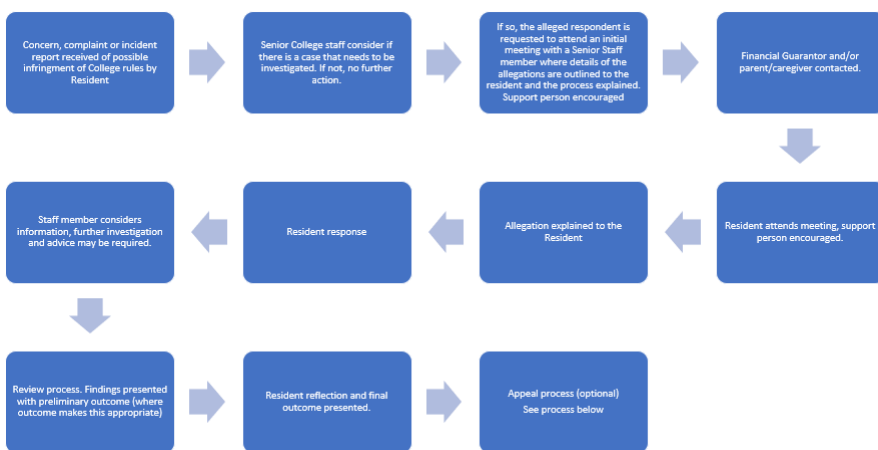 Concern, complaint or incident
report received of possible
infringment of College rules by
Resident
Senior College staff consider if
there is a case that needs to be
investigated. If not, no further
action.
If so, the alleged respondent is
requested to attend an initial
meeting with a Senior Staff
member where details of the
allegations are outlined to the
resident and the process explained.
Support person encouraged
Financial Guarantor and/or
parent/caregiver contacted.
Resident attends meeting, support
person encouraged.
Allegation explained to the
Resident
Resident response
Staff member considers
information, further investigation
and advice may be required.
Review process. Findings presented
with preliminary outcome (where
outcome makes this appropriate)
Resident reflection and final
outcome presented.
Appeal process (optional)
See process below